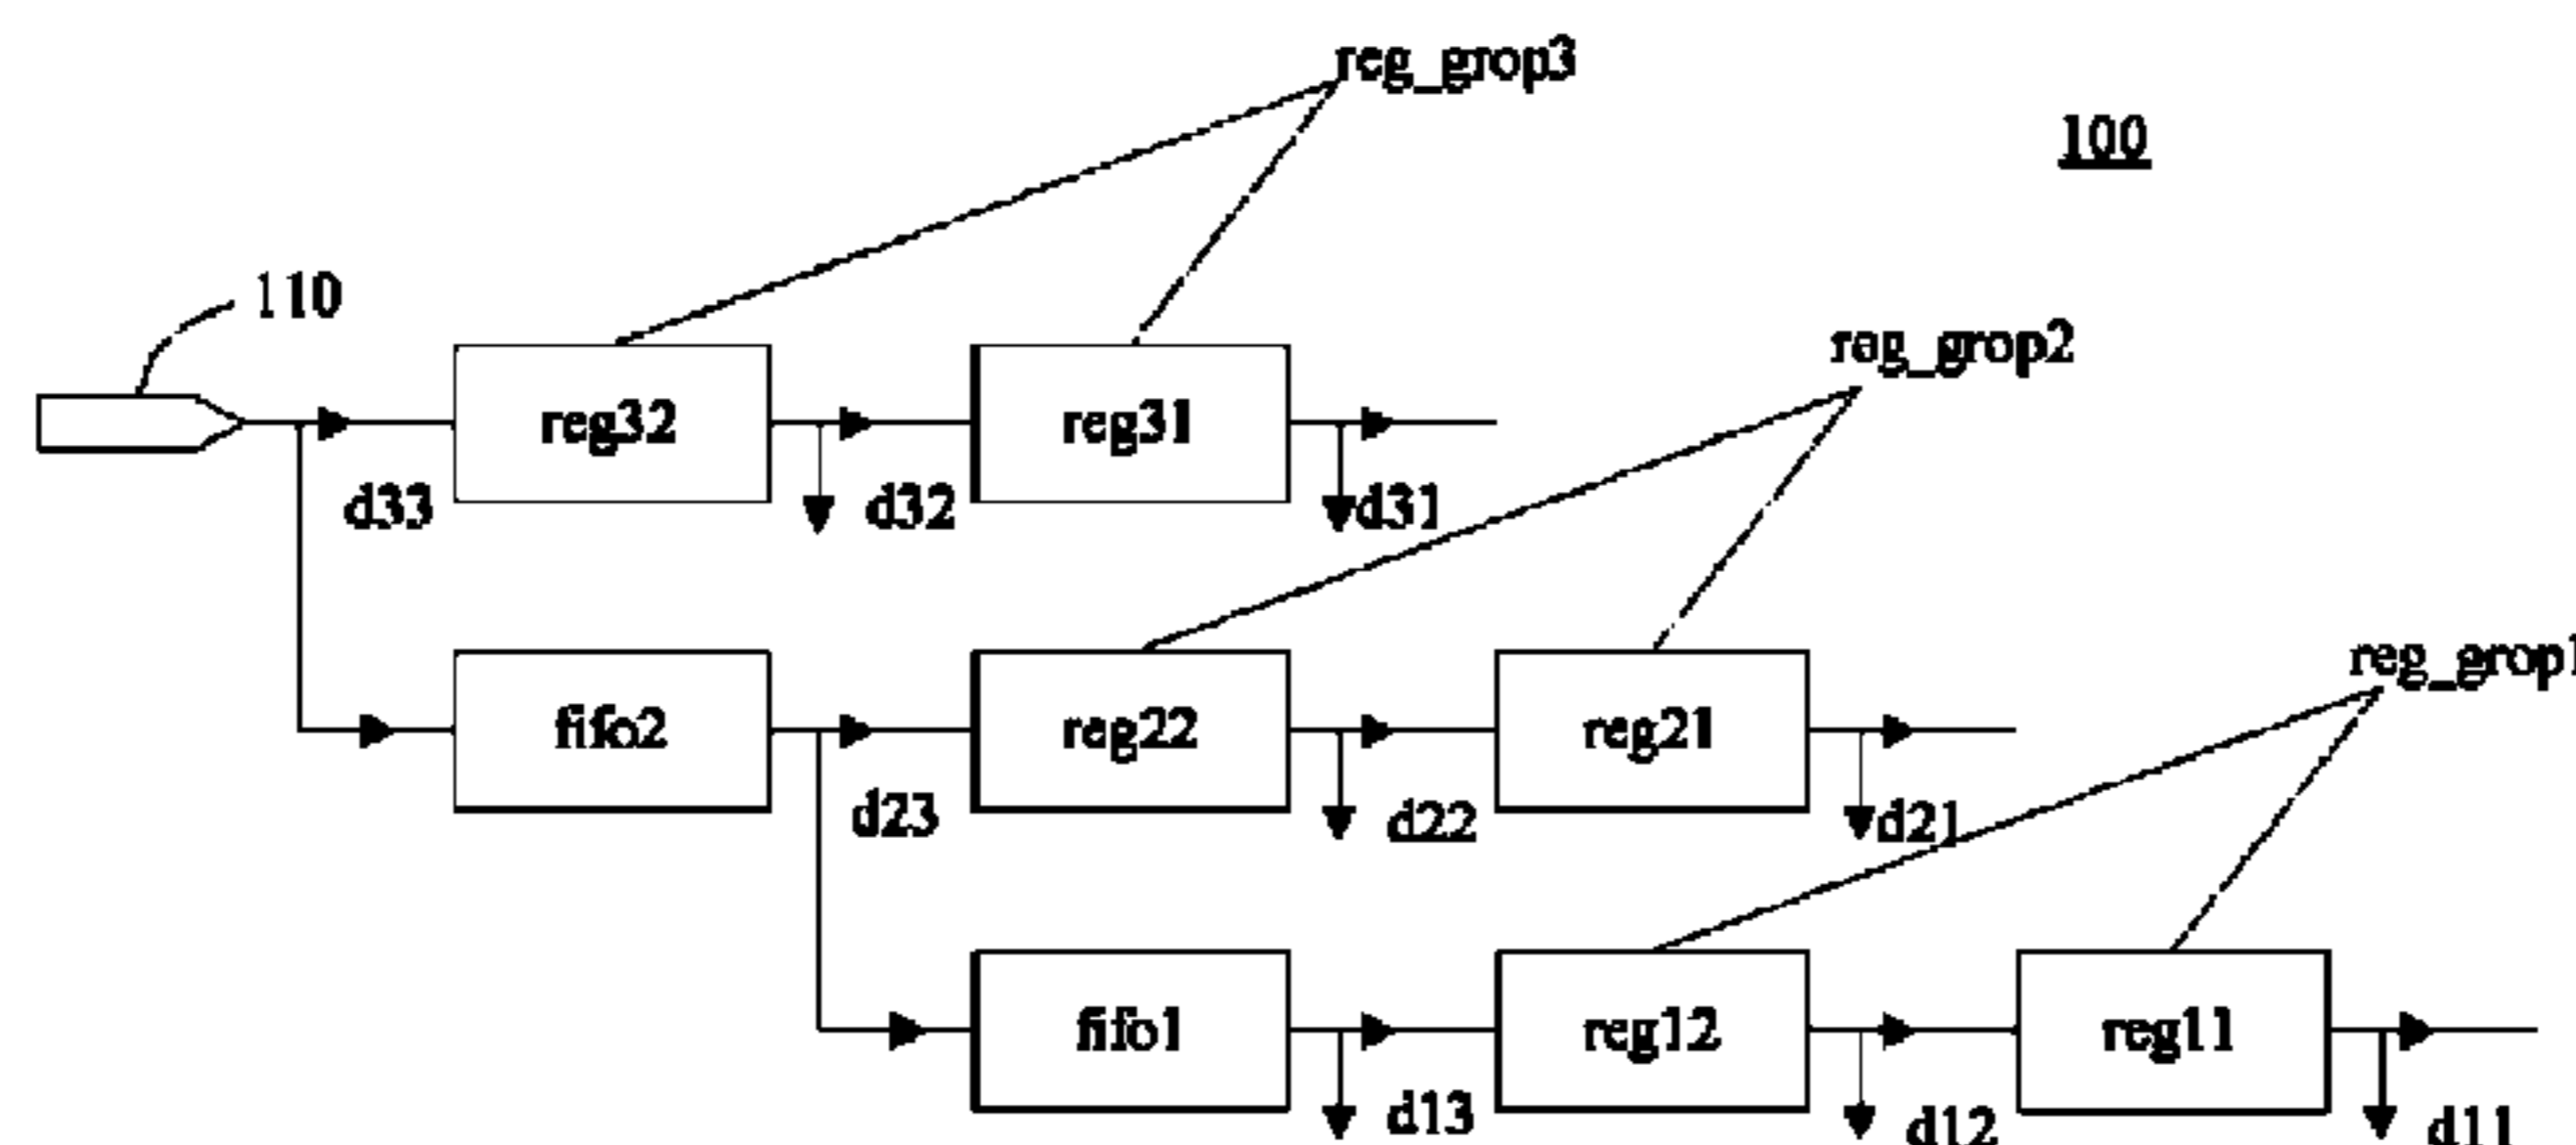 reg_grop3
100
110
reg_grop2
reg32
reg31
d33
d32
d31
reg_grop1
fifo2
reg22
reg21
d23
d22
d21
fifo1
reg12
reg11
d13
d12
d11